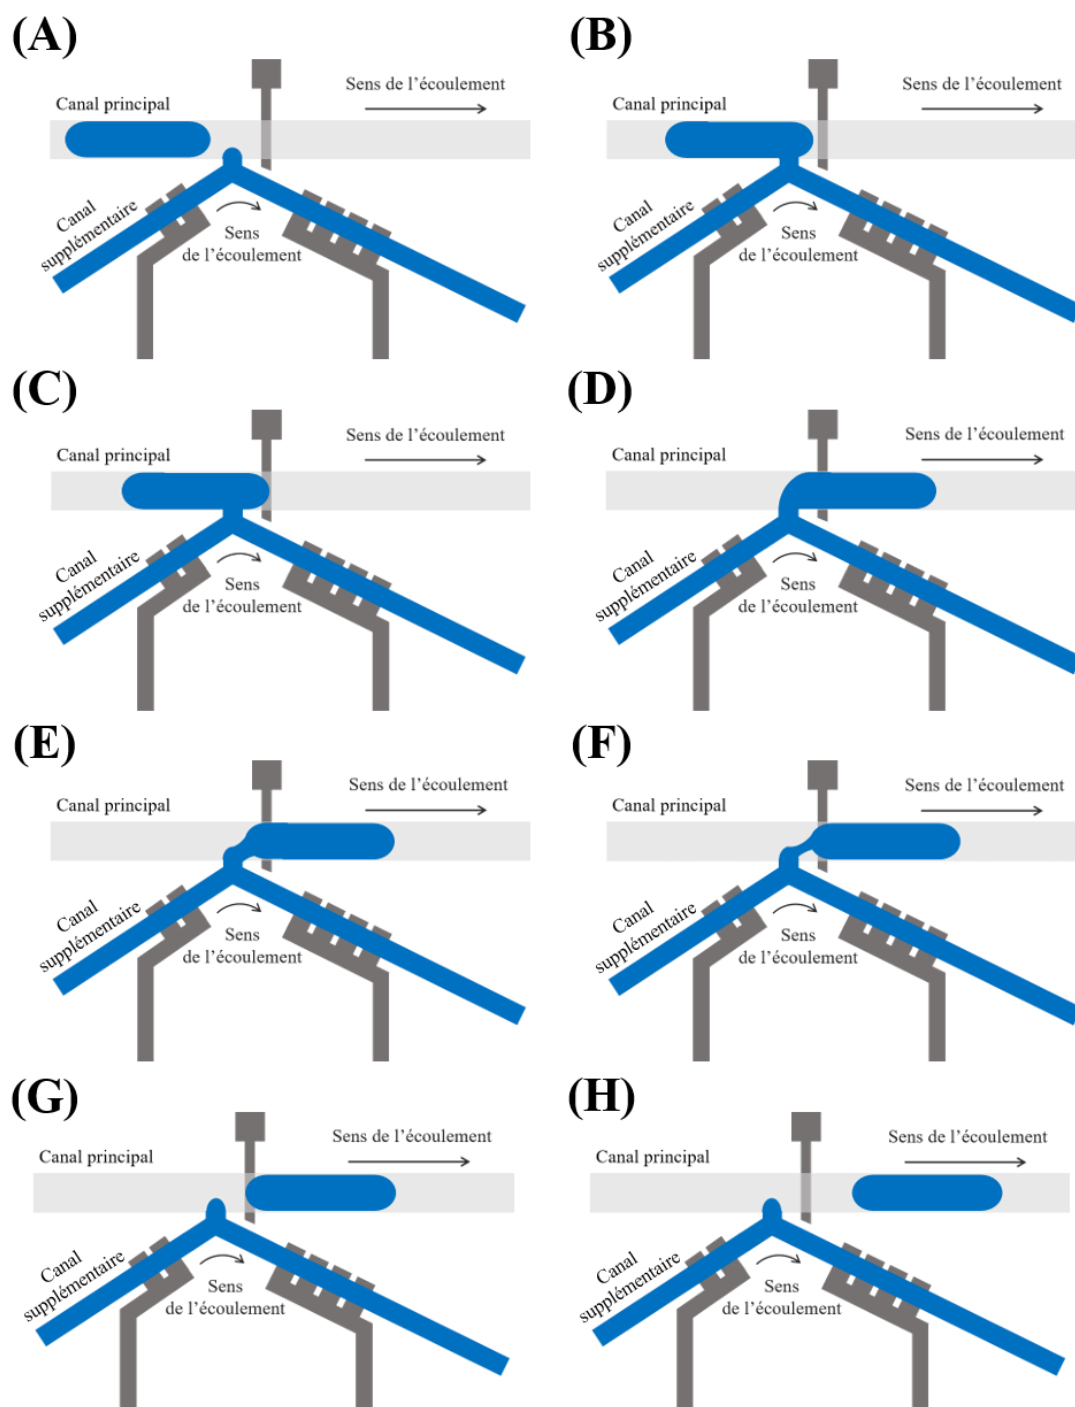 (A)
Sens de l’écoulement
Canal principal
Canal
supplémentaire
Sens
de l’écoulement
(B)
Sens de l’écoulement
Canal principal
Canal
supplémentaire
Sens
de l’écoulement
(C)
Sens de l’écoulement
Canal principal
Canal
supplémentaire
Sens
de l’écoulement
(D)
Sens de l’écoulement
Canal principal
Canal
supplémentaire
Sens
de l’écoulement
(E)
Sens de l’écoulement
Canal principal
Canal
supplémentaire
Sens
de l’écoulement
(F)
Sens de l’écoulement
Canal principal
Canal
supplémentaire
Sens
de l’écoulement
(G)
Sens de l’écoulement
Canal principal
Canal
supplémentaire
Sens
de l’écoulement
(H)
Sens de l’écoulement
Canal principal
Canal
supplémentaire
Sens
de l’écoulement